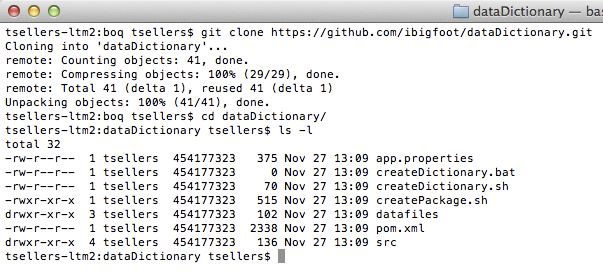 dataDictionary — bas
tsellers-ltm2:boq tsellers$ git clone https://github.com/ibigfoot/dataDictionary.git
Cloning into 'dataDictionary'...
remote: Counting objects: 41, done.
remote: Compressing objects: 100% (29/29), done.
remote: Total 41 (delta 1), reused 41 (delta 1)
Unpacking objects: 100% (41/41), done.
tsellers-ltm2:boq tsellers$ cd dataDictionary/
tsellers-ltm2:dataDictionary tsellers$ ls -l
total 32
-rw-r--r--  1 tsellers  454177323   375 Nov 27 13:09 app.properties
-rw-r--r--  1 tsellers  454177323     0 Nov 27 13:09 createDictionary.bat
-rw-r--r--  1 tsellers  454177323    70 Nov 27 13:09 createDictionary.sh
-rwxr-xr-x  1 tsellers  454177323   515 Nov 27 13:09 createPackage.sh
drwxr-xr-x  3 tsellers  454177323   102 Nov 27 13:09 datafiles
-rw-r--r--  1 tsellers  454177323  2338 Nov 27 13:09 pom.xml
drwxr-xr-x  4 tsellers  454177323   136 Nov 27 13:09 src
tsellers-ltm2:dataDictionary tsellers$